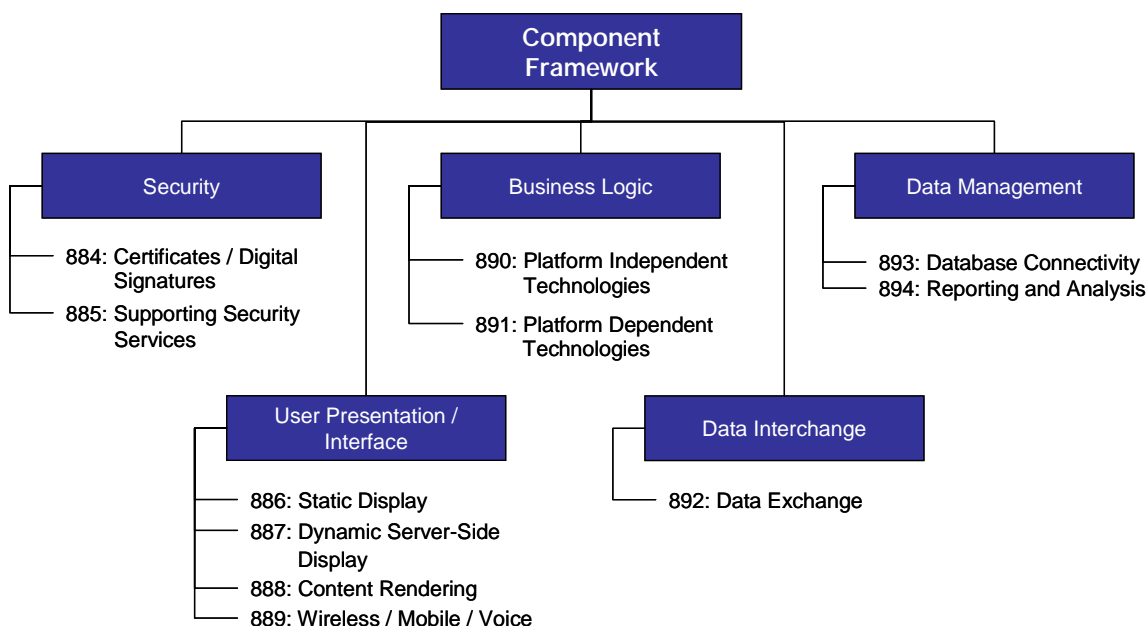 Component
Framework
Security
884: Certificates / Digital
Signatures
885: Supporting Security
Services
Business Logic
890: Platform Independent
Technologies
891: Platform Dependent
Technologies
Data Management
893: Database Connectivity
894: Reporting and Analysis
User Presentation /
Interface
886: Static Display
887: Dynamic Server-Side
Display
888: Content Rendering
889: Wireless / Mobile / Voice
Data Interchange
892: Data Exchange